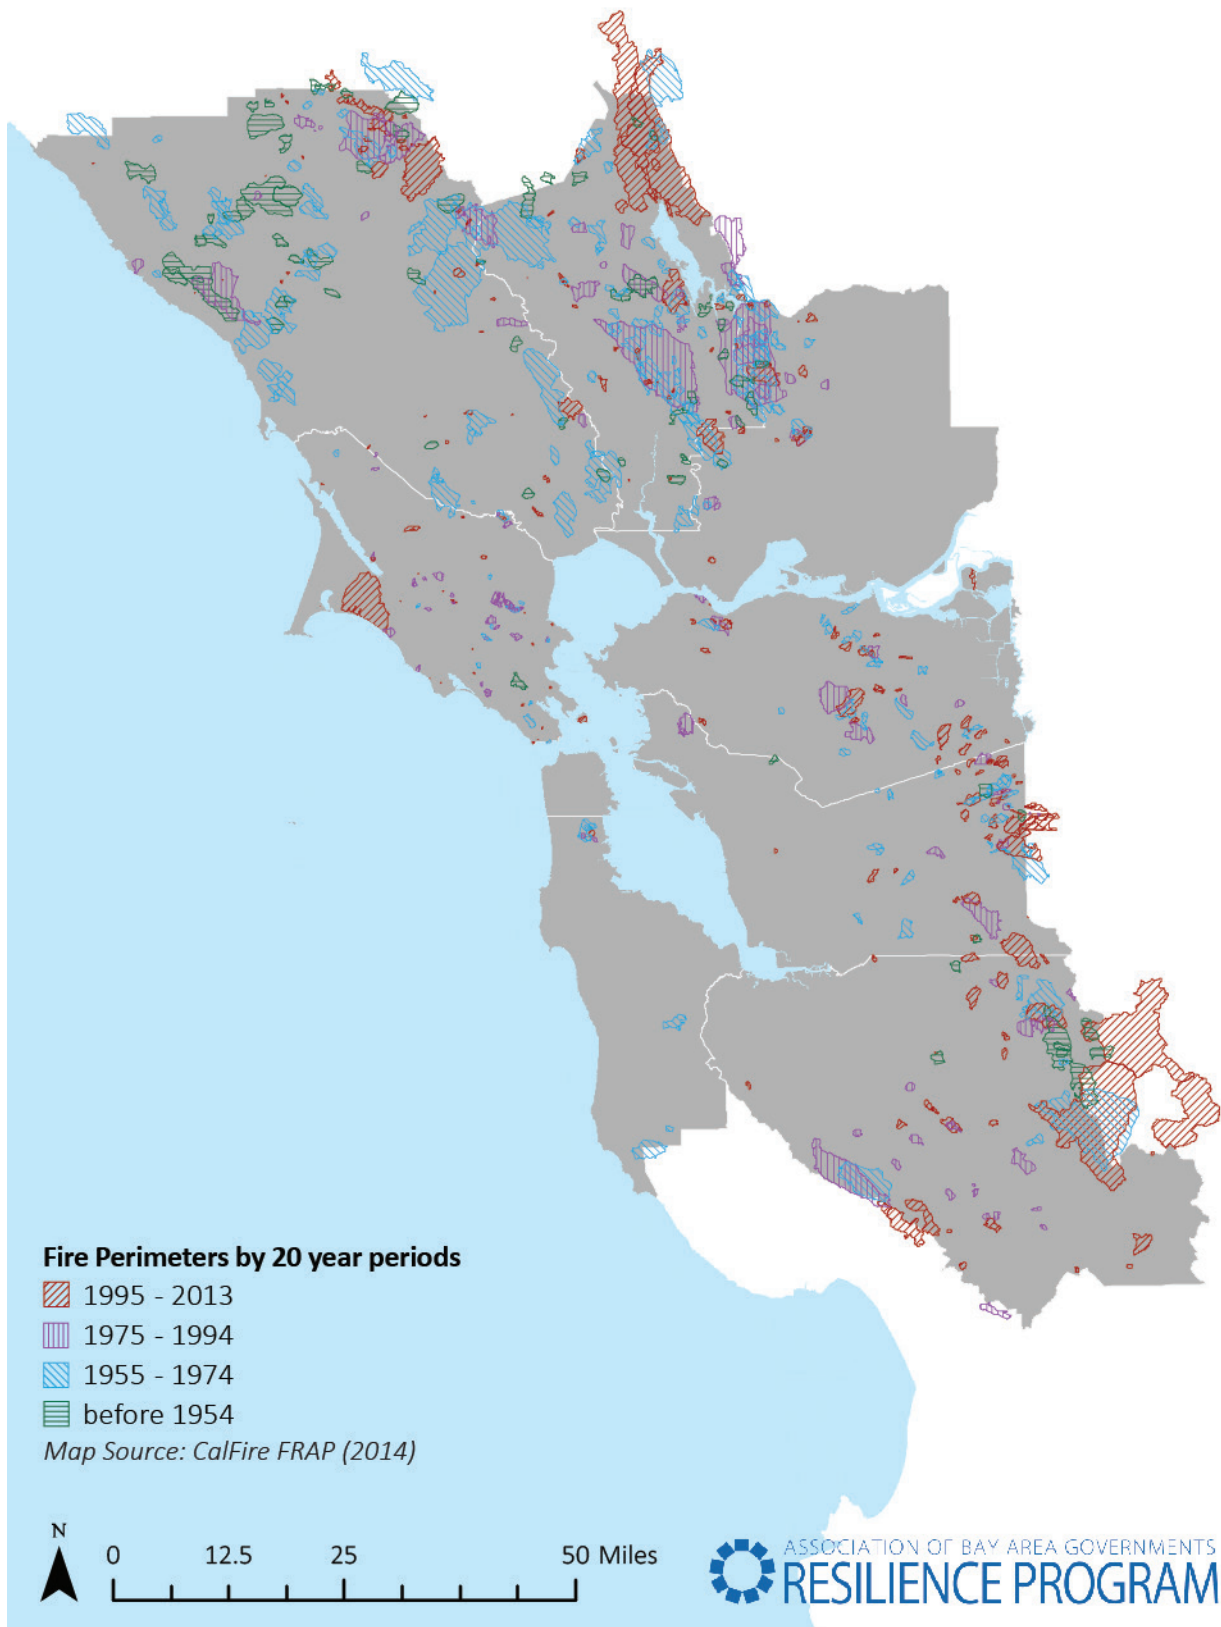 Fire Perimeters by 20 year periods
1995 - 2013
1975 - 1994
1955 - 1974
before 1954
Map Source: CalFire FRAP (2014)
N
0 12.5 25 50 Miles
ASSOCIATION OF BAY AREA GOVERNMENTS
RESILIENCE PROGRAM